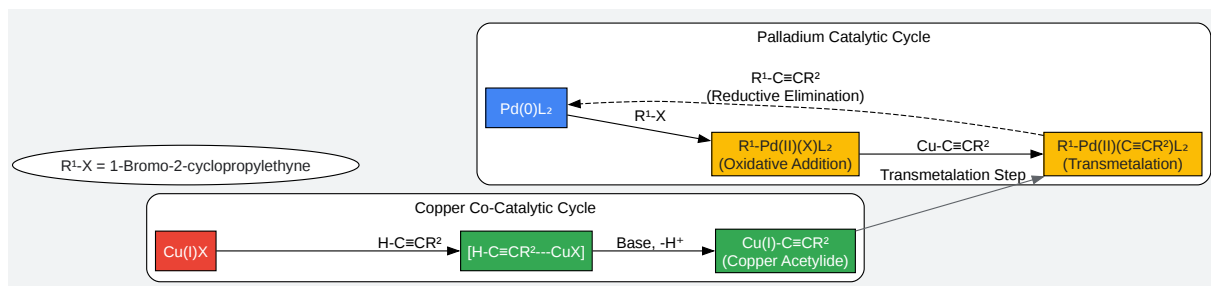 Palladium Catalytic Cycle
R¹-C≡CR²
(Reductive Elimination)
Pd(0)L₂
R¹-X
R¹-Pd(II)(X)L₂
(Oxidative Addition)
Cu-C≡CR²
R¹-Pd(II)(C≡CR²)L₂
(Transmetalation)
Transmetalation Step
R¹-X = 1-Bromo-2-cyclopropylethyne
Copper Co-Catalytic Cycle
Cu(I)X
H-C≡CR²
[H-C≡CR²---CuX]
Base, -H⁺
Cu(I)-C≡CR²
(Copper Acetylide)